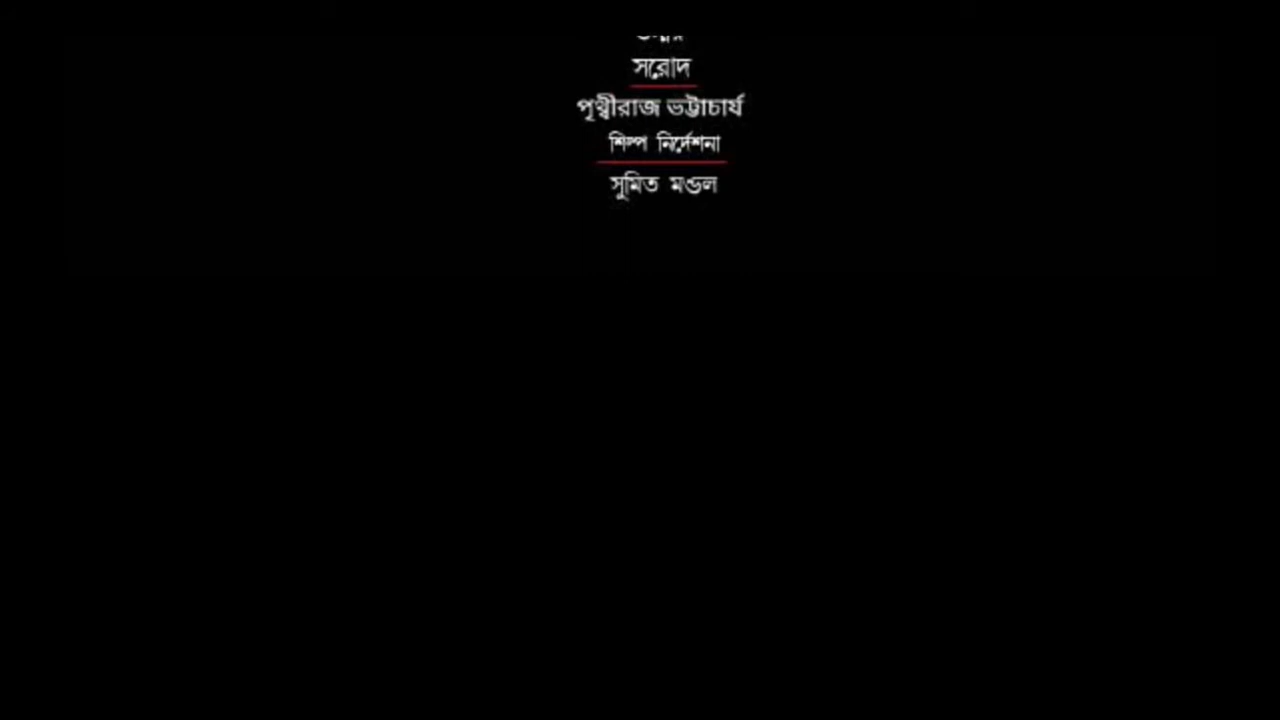 সরোদ
পৃথ্বীরাজ ভট্টাচার্য
শিল্প নির্দেশনা
সুমিত মণ্ডল